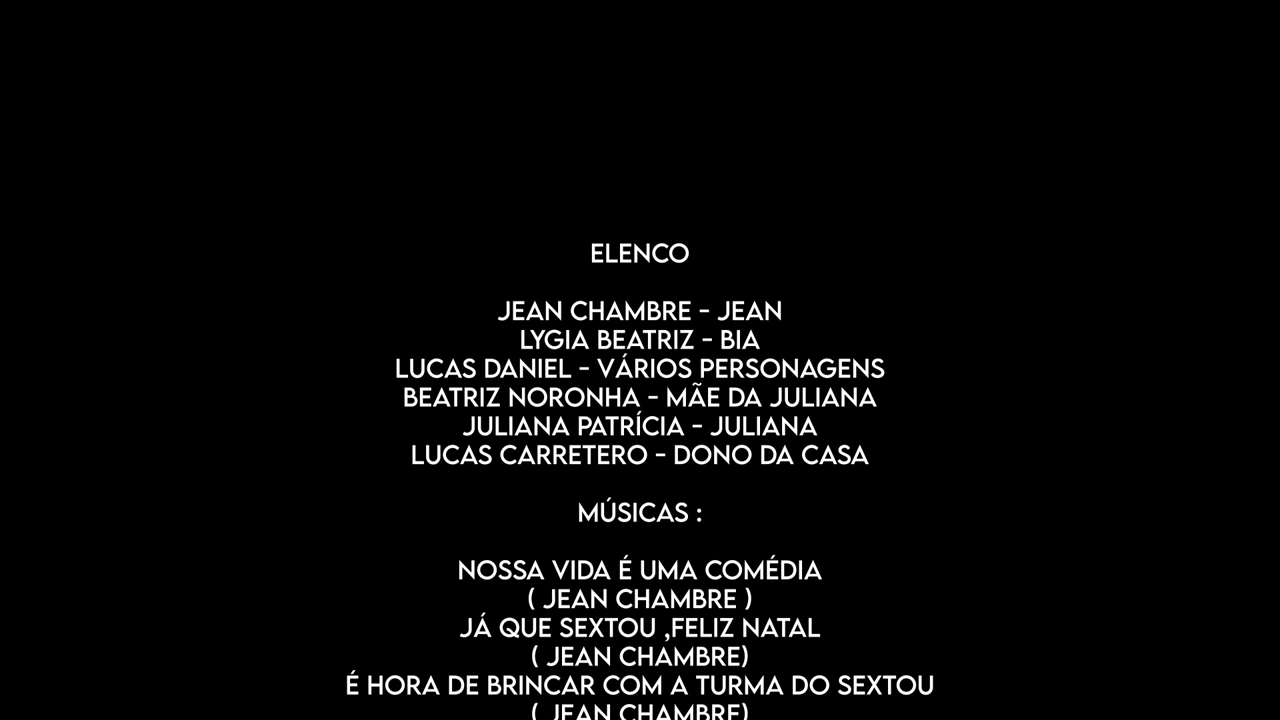 ELENCO
JEAN CHAMBRE - JEAN
LYGIA BEATRIZ - BIA
LUCAS DANIEL - VÁRIOS PERSONAGENS
BEATRIZ NORONHA - MÃE DA JULIANA
JULIANA PATRÍCIA - JULIANA
LUCAS CARRETERO - DONO DA CASA
MÚSICAS :
NOSSA VIDA É UMA COMÉDIA
( JEAN CHAMBRE )
JÁ QUE SEXTOU ,FELIZ NATAL
( JEAN CHAMBRE)
É HORA DE BRINCAR COM A TURMA DO SEXTOU
( JEAN CHAMBRE)